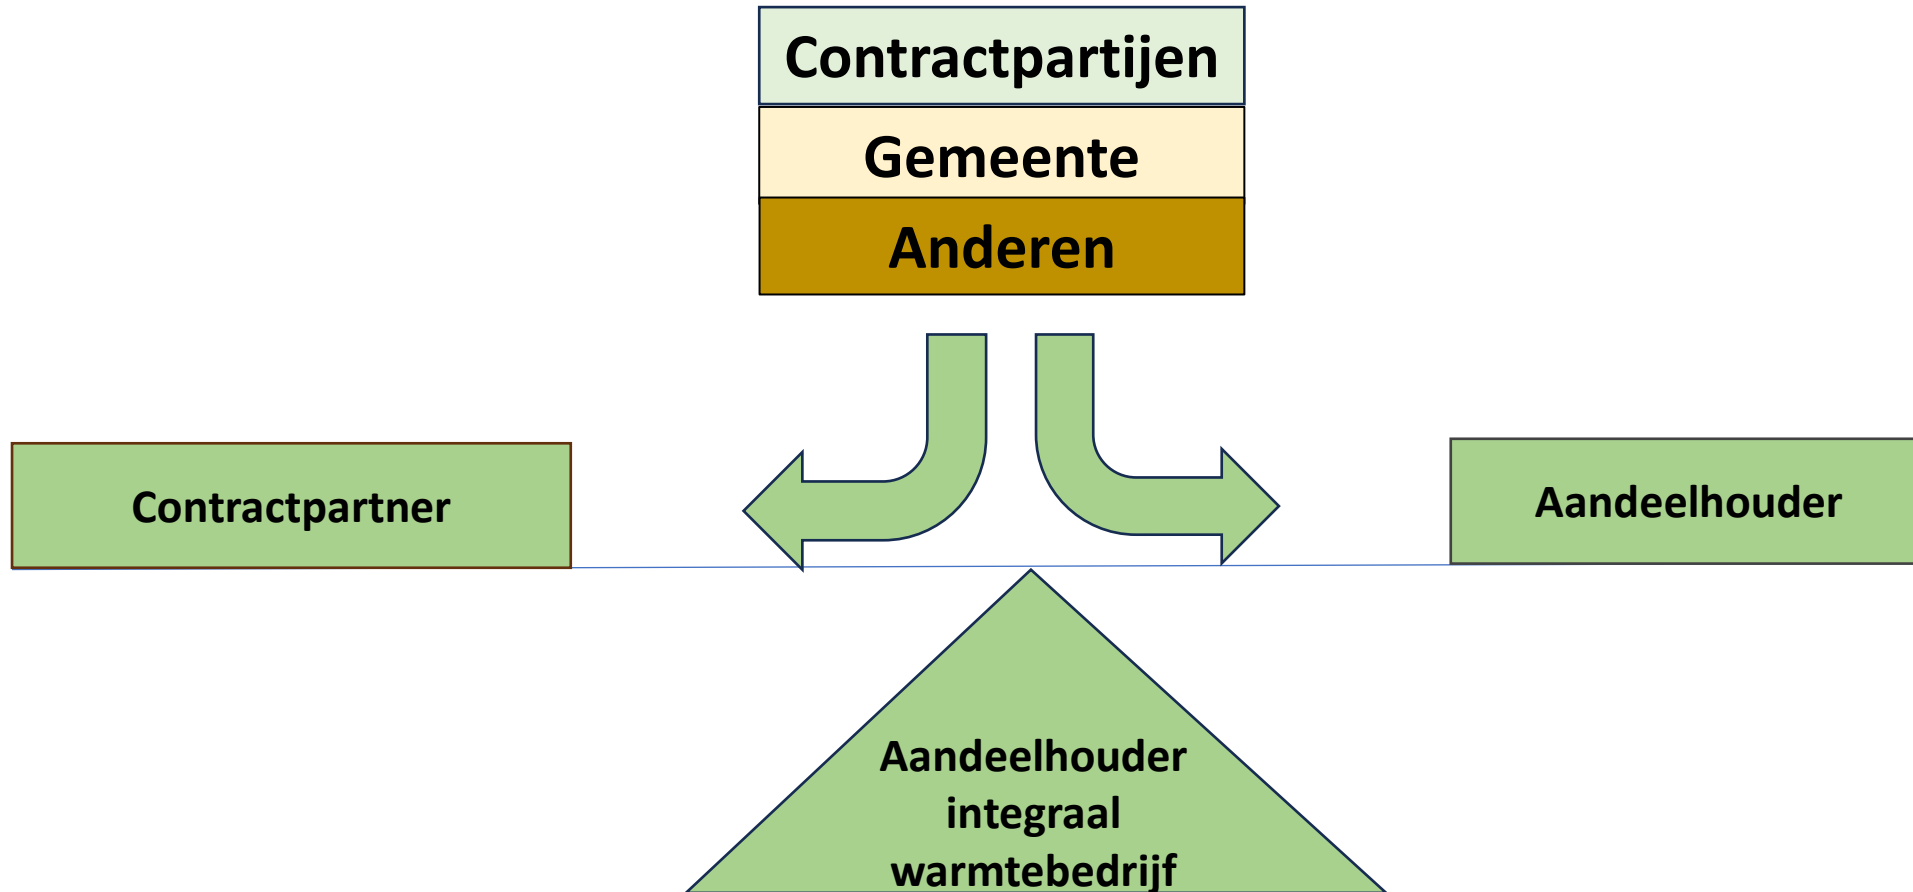 Contractpartijen
Gemeente
Anderen
Contractpartner
Aandeelhouder
Aandeelhouder
integraal
warmtebedrijf